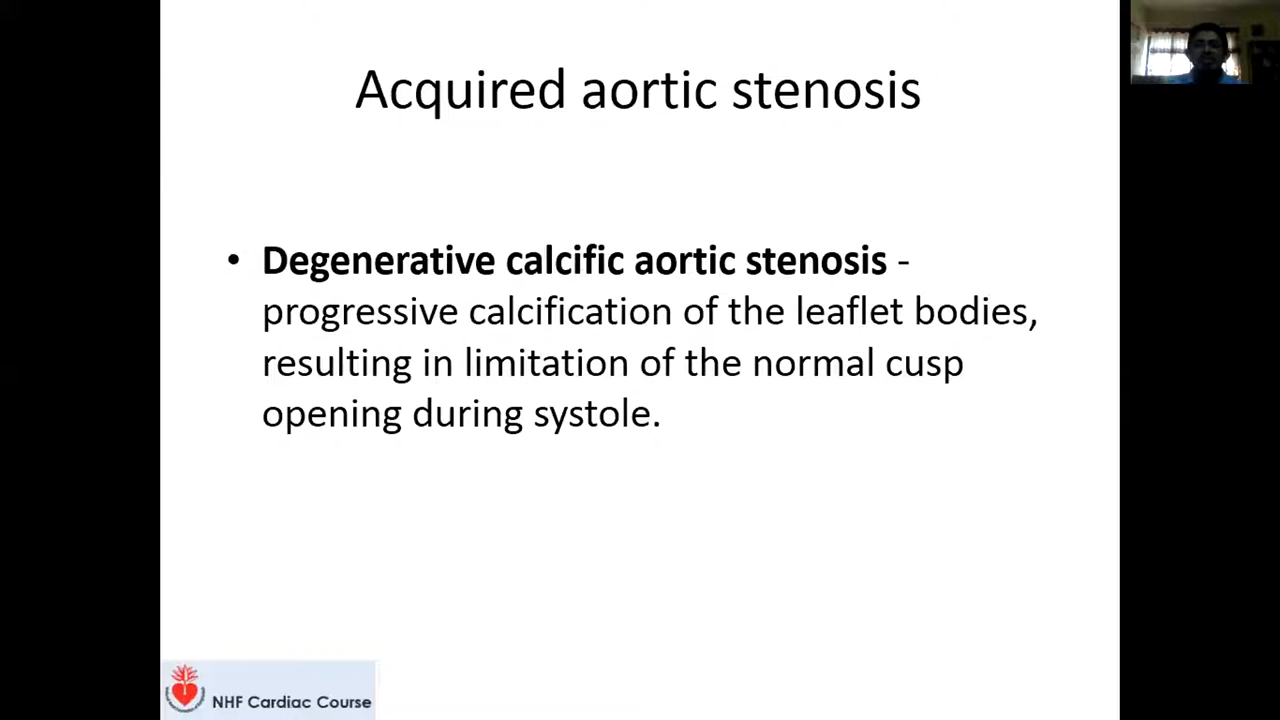 Acquired aortic stenosis
• Degenerative calcific aortic stenosis -
progressive calcification of the leaflet bodies,
resulting in limitation of the normal cusp
opening during systole.
NHF Cardiac Course